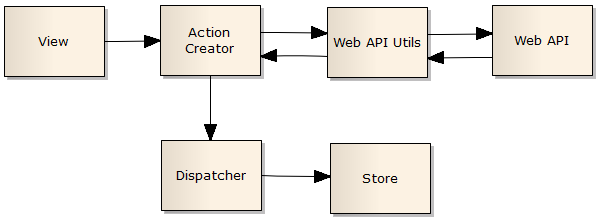 View
Action
Creator
Web API Utils
Web API
Dispatcher
Store